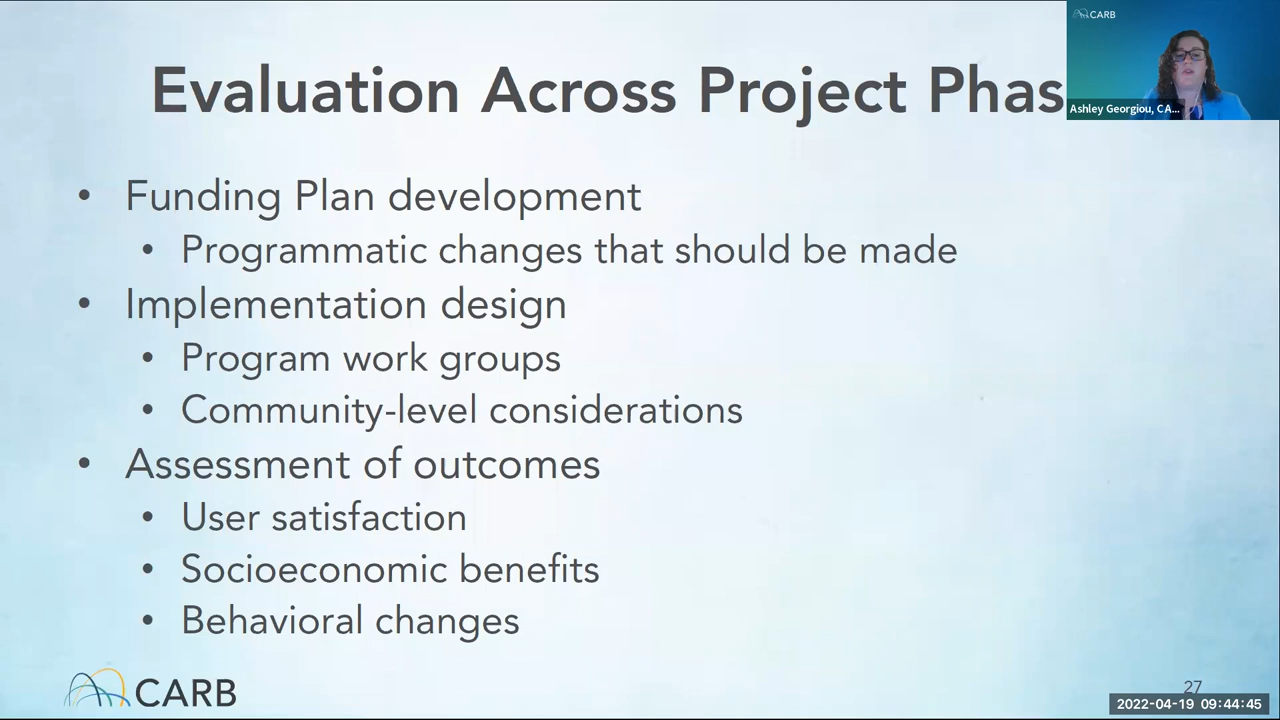 CARB
Evaluation Across Project Phas
Ashley Georgiou, CA...
• Funding Plan development
• Programmatic changes that should be made
• Implementation design
• Program work groups
• Community-level considerations
• Assessment of outcomes
• User satisfaction
• Socioeconomic benefits
• Behavioral changes
CARB
27
2022-04-19 09:44:45